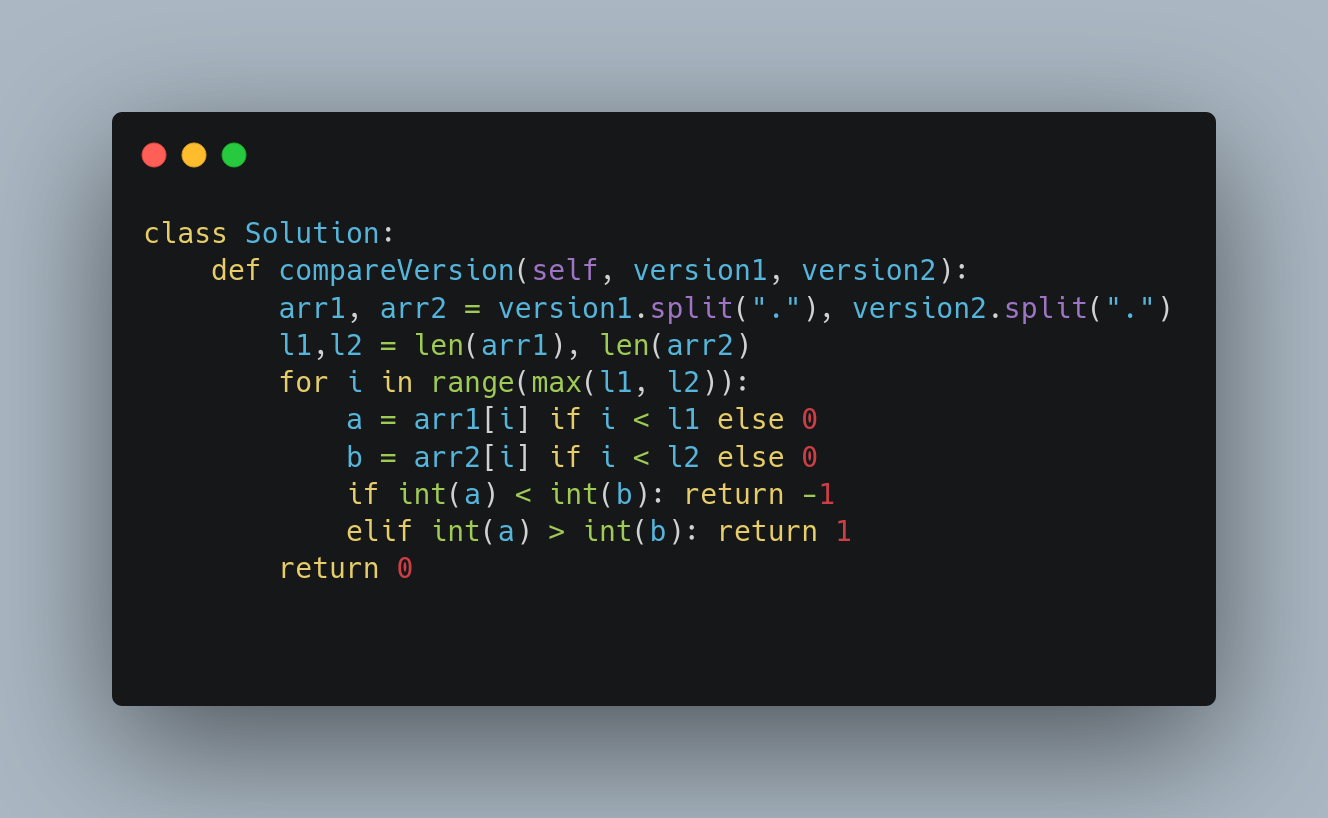 class Solution:
    def compareVersion(self, version1, version2):
        arr1, arr2 = version1.split("."), version2.split(".")
        l1,l2 = len(arr1), len(arr2)
        for i in range(max(l1, l2)):
            a = arr1[i] if i < l1 else 0
            b = arr2[i] if i < l2 else 0
            if int(a) < int(b): return -1
            elif int(a) > int(b): return 1
        return 0